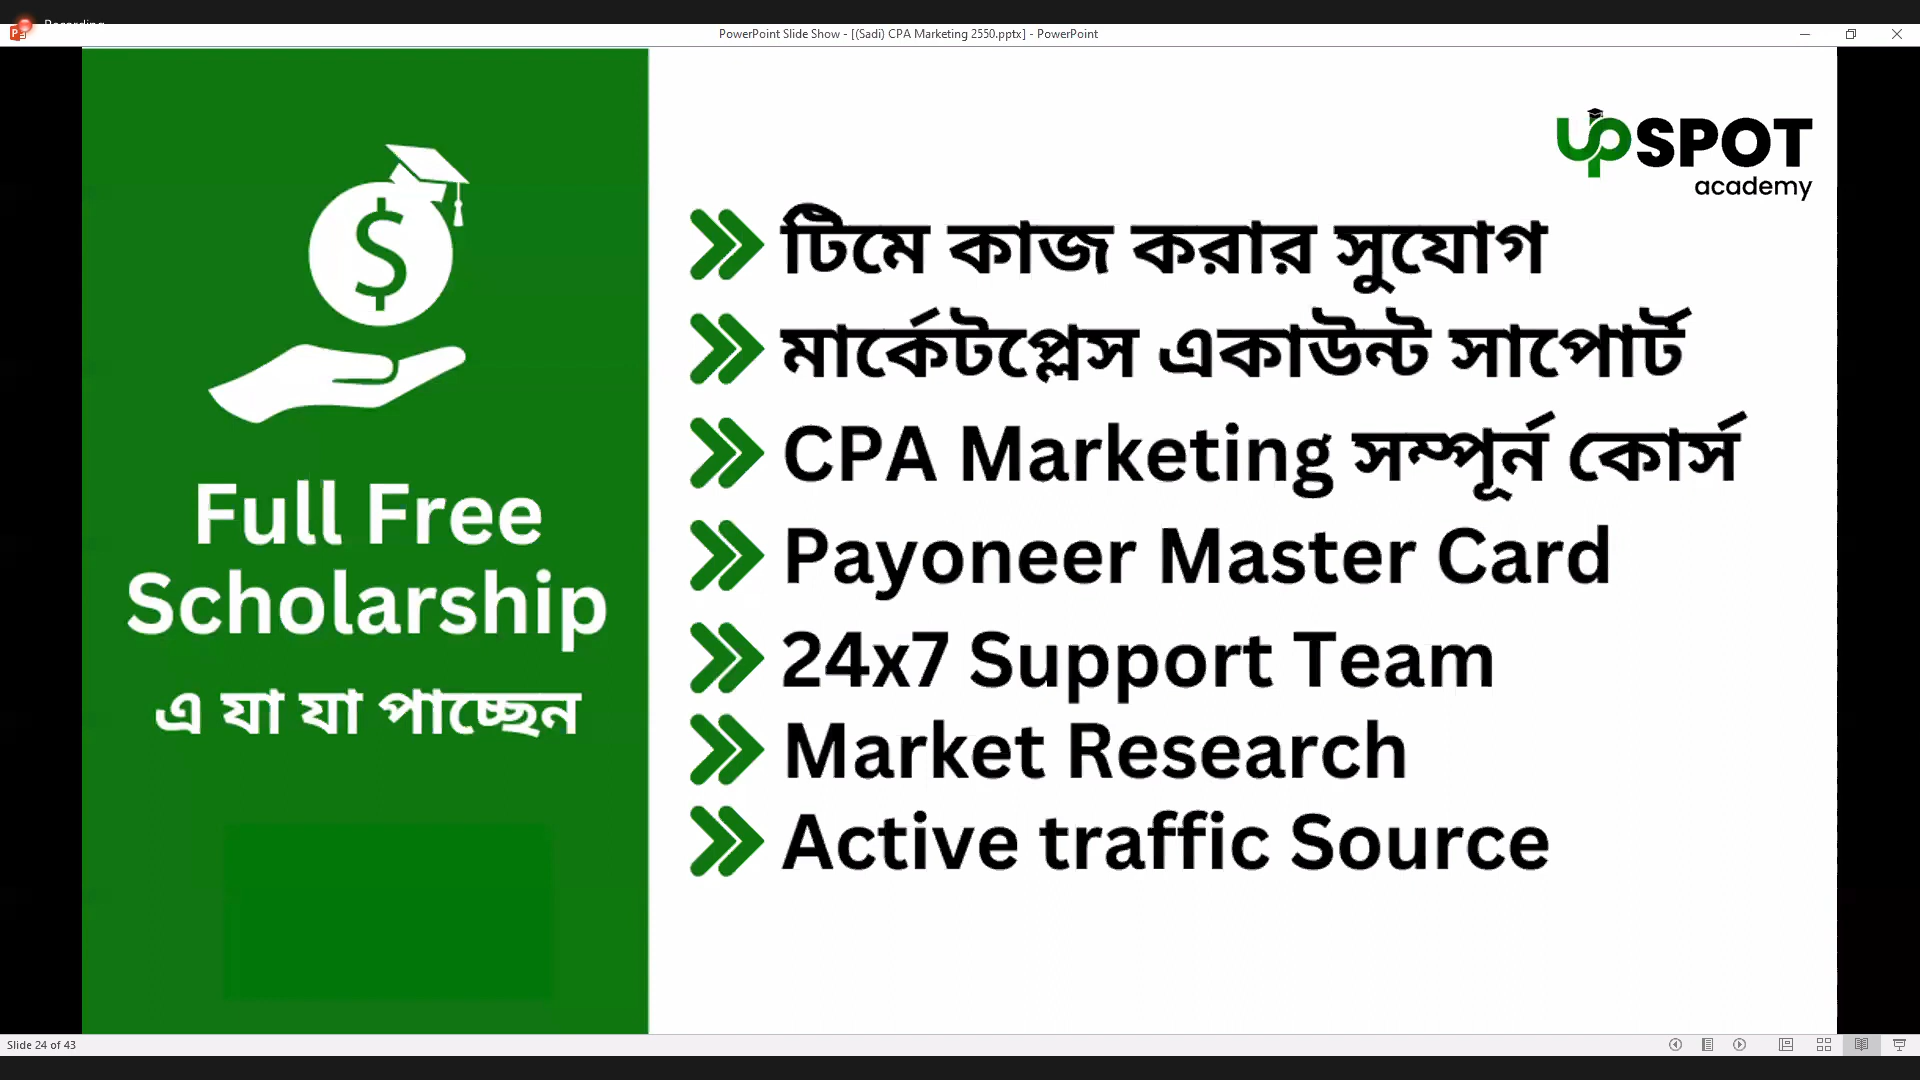 Recording
PowerPoint Slide Show - [(Sadi) CPA Marketing 2550.pptx] - PowerPoint
UPSPOT
academy
$
Full Free
Scholarship
এ যা যা পাচ্ছেন
টিমে কাজ করার সুযোগ
মার্কেটপ্লেস একাউন্ট সাপোর্ট
CPA Marketing সম্পূর্ন কোর্স
Payoneer Master Card
24x7 Support Team
Market Research
Active traffic Source
Slide 24 of 43